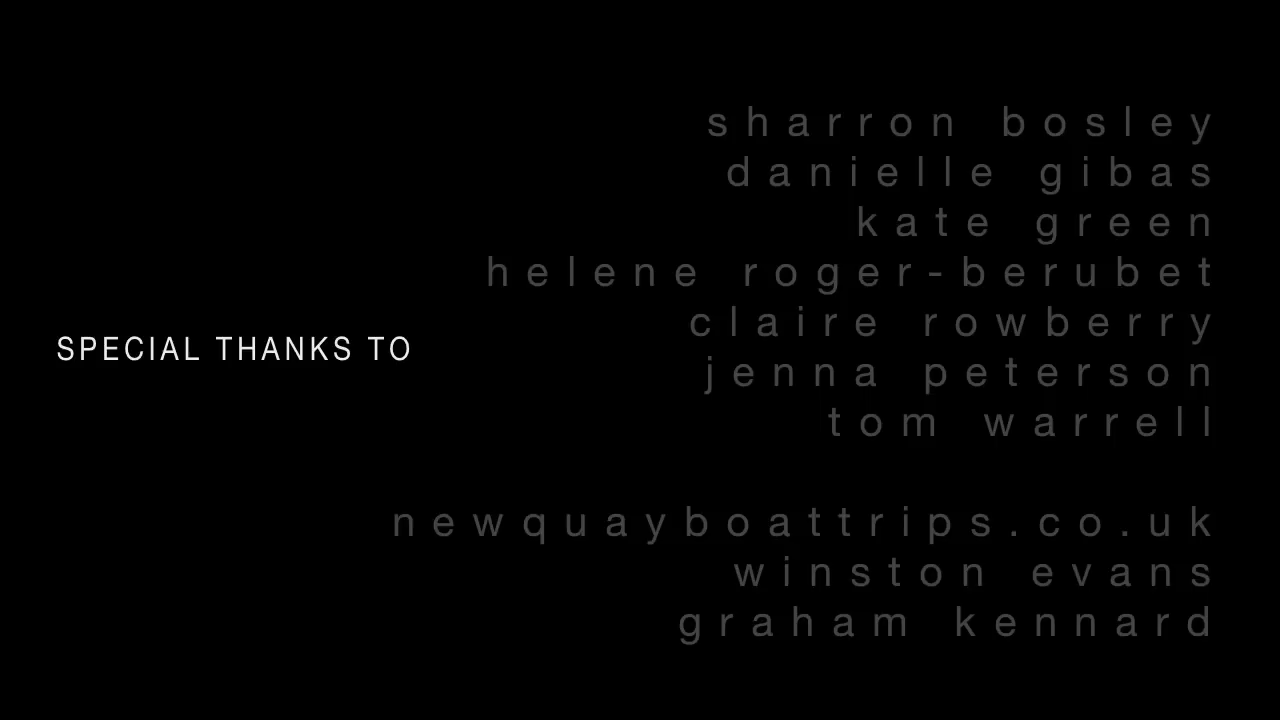 SPECIAL THANKS TO
sharron bosley
danielle gibas
kate green
helene roger-berubet
claire rowberry
jenna peterson
tom warrell
newquayboattrips.co.uk
winston evans
graham kennard